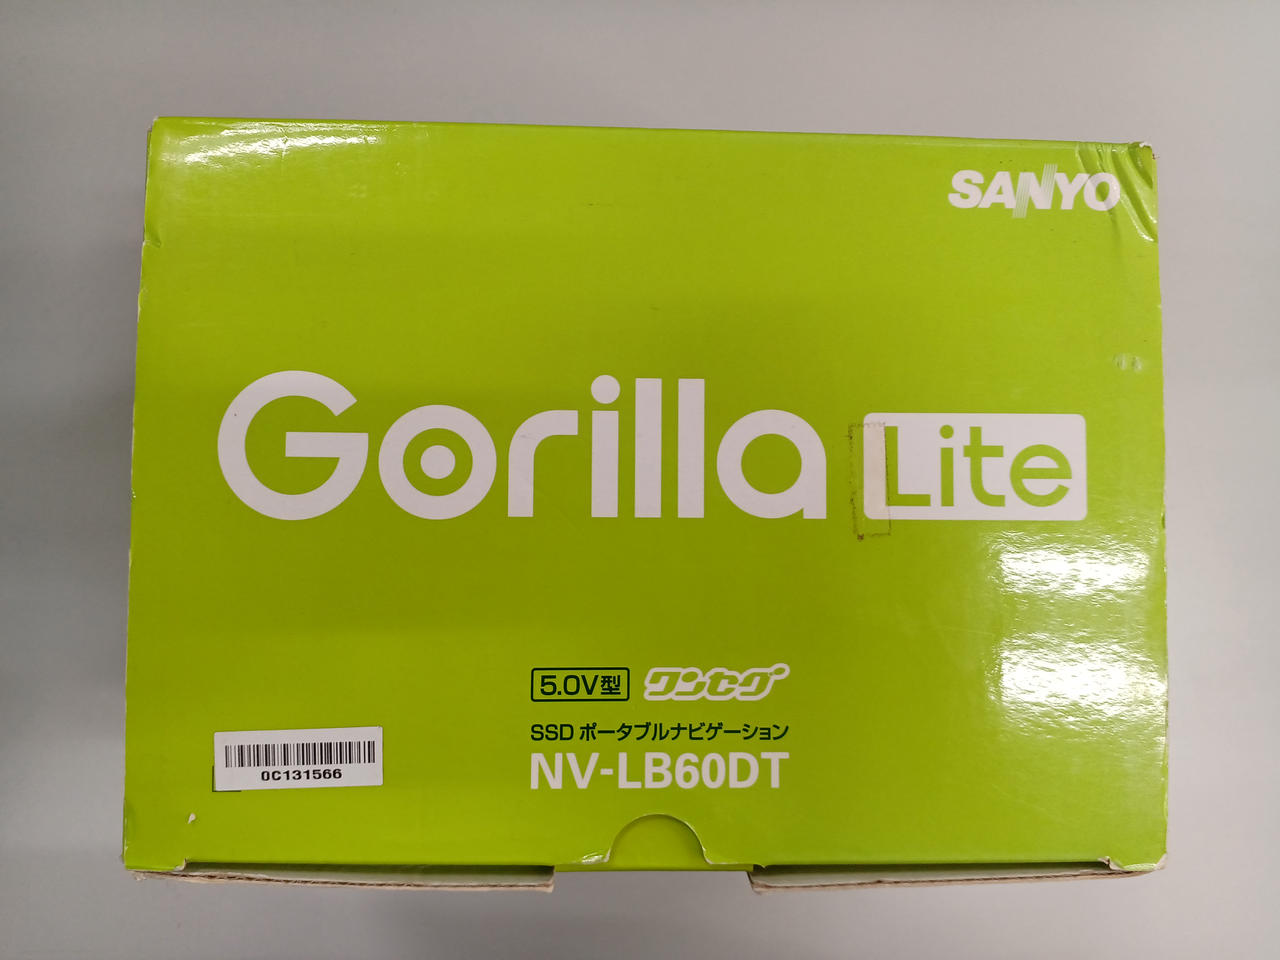 SANYO
Gorilla Lite
5.0V型 ワンセグ
SSD ポータブルナビゲーション
NV-LB60DT
0C131566